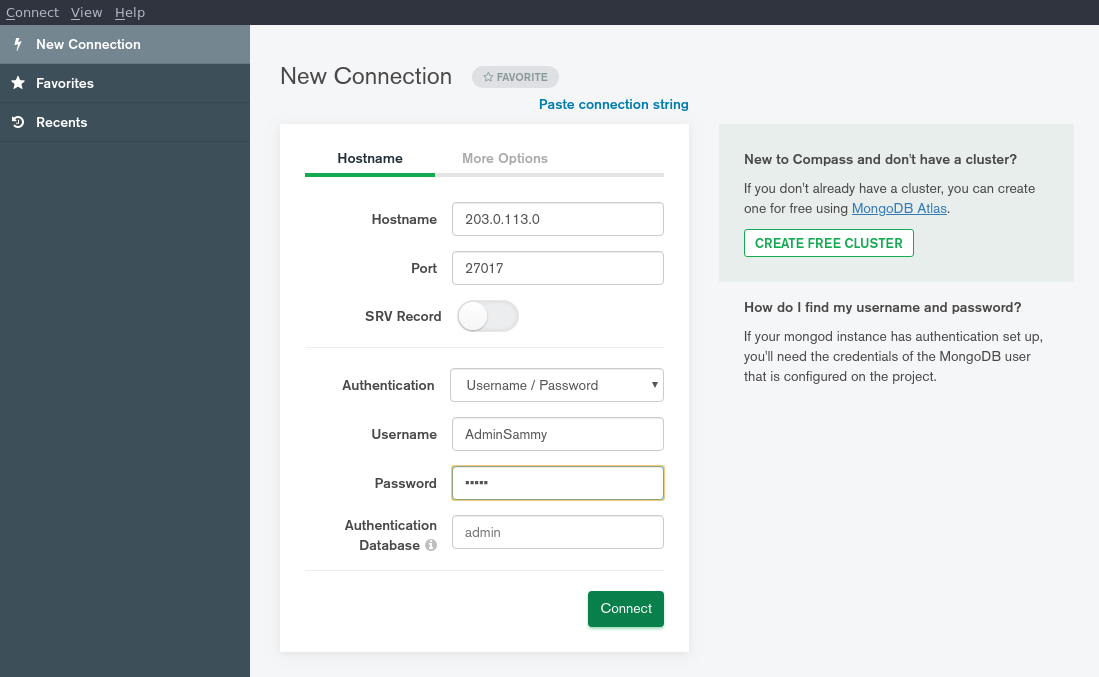 Connect View Help
New Connection
Favorites
Recents
New Connection
FAVORITE
Paste connection string
Hostname More Options
Hostname 203.0.113.0
Port 27017
SRV Record
Authentication Username / Password
Username AdminSammy
Password •••••
Authentication
Database admin
Connect
New to Compass and don't have a cluster?
If you don't already have a cluster, you can create
one for free using MongoDB Atlas.
CREATE FREE CLUSTER
How do I find my username and password?
If your mongod instance has authentication set up,
you'll need the credentials of the MongoDB user
that is configured on the project.